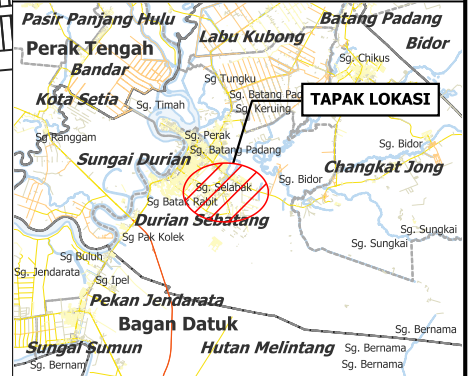 Pasir Panjang Hulu
Batang Padang
Labu Kubong
Bidor
Perak Tengah
Sg. Chikus
Bandar
Sg Tungku
Kota Setia
Sg. Batang Pad
TAPAK LOKASI
Sg. Timah
Sg. Keruing
Sg Ranggam
Sg. Perak
Sg. Bidor
Sg. Batang Padang
Sungai Durian
Changkat Jong
Sg. Bidor
Sg. Selabak
Sg Batak Rabit
Durian Sebatang
Sg. Sungkai
Sg Pak Kolek
Sg. Sungkai
Sg Buluh
Sg. Jendarata
Sg Ipel
Pekan Jendarata
Bagan Datuk
Sg. Bernama
Sungai Sumun
Hutan Melintang
Sg. Bernama
Sg. Bernam
Sg. Bernama